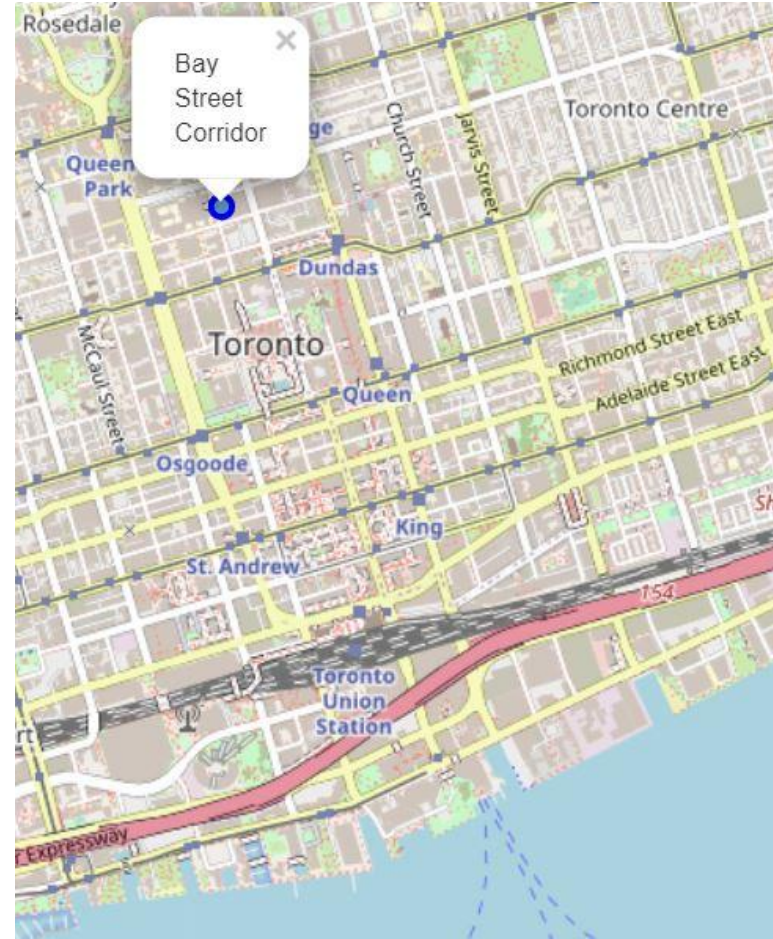 Rosedale
×
Bay
Street
Corridor
ge
Queen
Park
Church Street
Jarvis Street
Toronto Centre
Dundas
McCaul Street
Toronto
Richmond Street East
Queen
Adelaide Street East
Osgoode
King
St. Andrew
154
Toronto
Union
Station
rt
r Expressway